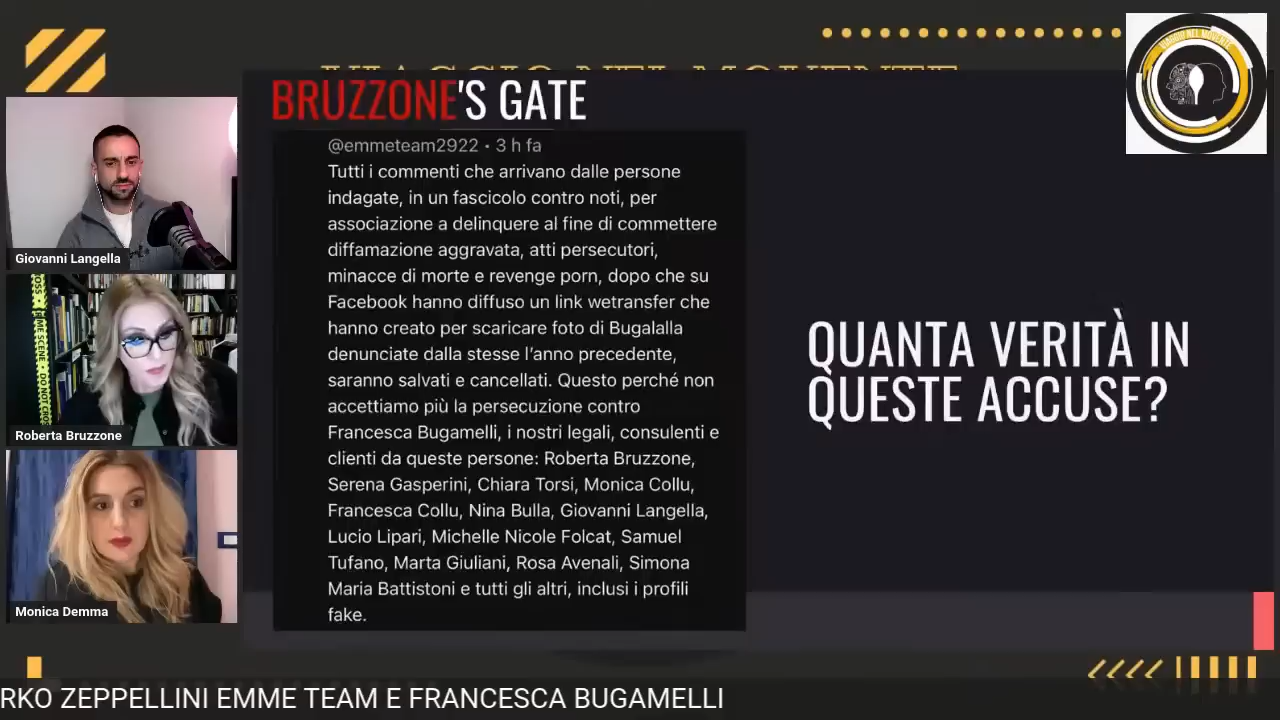 VIAGGIO NEL MOVENTE
VIAGGIO NEL MOVENTE
BRUZZONE'S GATE
@emmeteam2922 • 3 h fa
Tutti i commenti che arrivano dalle persone
indagate, in un fascicolo contro noti, per
associazione a delinquere al fine di commettere
diffamazione aggravata, atti persecutori,
minacce di morte e revenge porn, dopo che su
Facebook hanno diffuso un link wetransfer che
hanno creato per scaricare foto di Bugalalla
denunciate dalla stesse l'anno precedente,
saranno salvati e cancellati. Questo perché non
accettiamo più la persecuzione contro
Francesca Bugamelli, i nostri legali, consulenti e
clienti da queste persone: Roberta Bruzzone,
Serena Gasperini, Chiara Torsi, Monica Collu,
Francesca Collu, Nina Bulla, Giovanni Langella,
Lucio Lipari, Michelle Nicole Folcat, Samuel
Tufano, Marta Giuliani, Rosa Avenali, Simona
Maria Battistoni e tutti gli altri, inclusi i profili
fake.
QUANTA VERITÀ IN
QUESTE ACCUSE?
Giovanni Langella
Roberta Bruzzone
Monica Demma
RKO ZEPPELLINI EMME TEAM E FRANCESCA BUGAMELLI